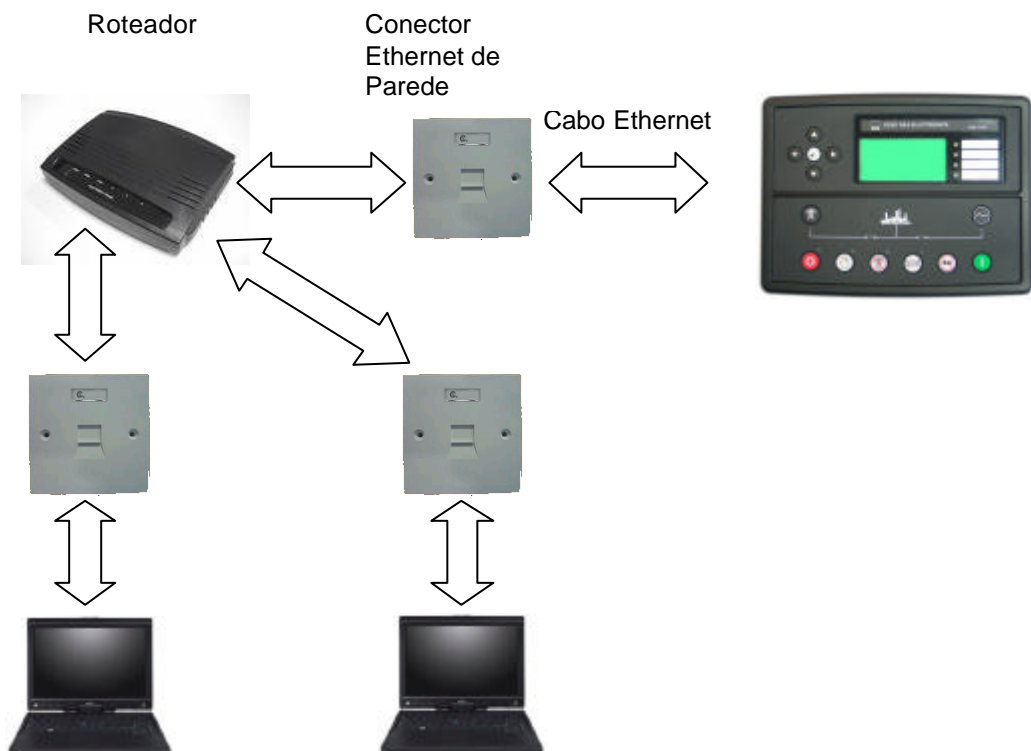 Roteador
Conector
Ethernet de
Parede
Cabo Ethernet